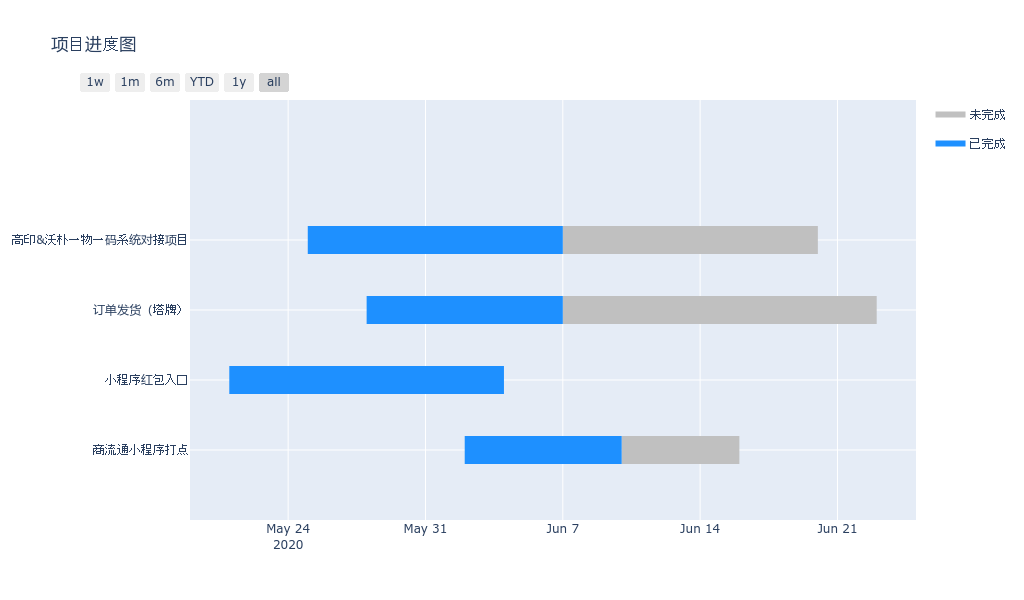 项目进度图
1w 1m 6m YTD 1y all
未完成
已完成
高印&沃朴一物一码系统对接项目
订单发货（塔牌）
小程序红包入口
商流通小程序打点
May 24 May 31 Jun 7 Jun 14 Jun 21
2020